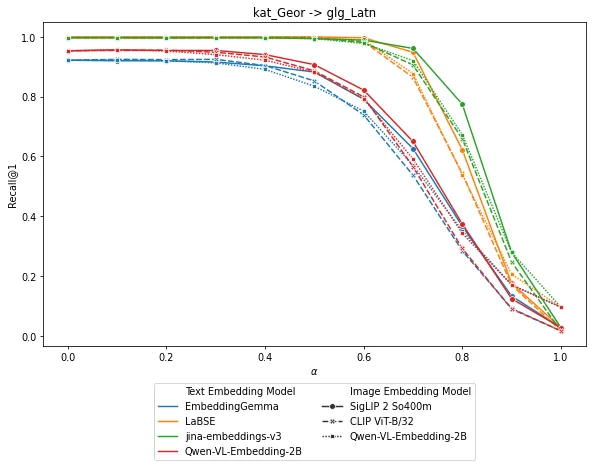 kat_Geor -> glg_Latn
Recall@1
1.0
0.8
0.6
0.4
0.2
0.0
0.0 0.2 0.4 0.6 0.8 1.0
α
Text Embedding Model
EmbeddingGemma
LaBSE
jina-embeddings-v3
Qwen-VL-Embedding-2B
Image Embedding Model
SigLIP 2 So400m
CLIP ViT-B/32
Qwen-VL-Embedding-2B